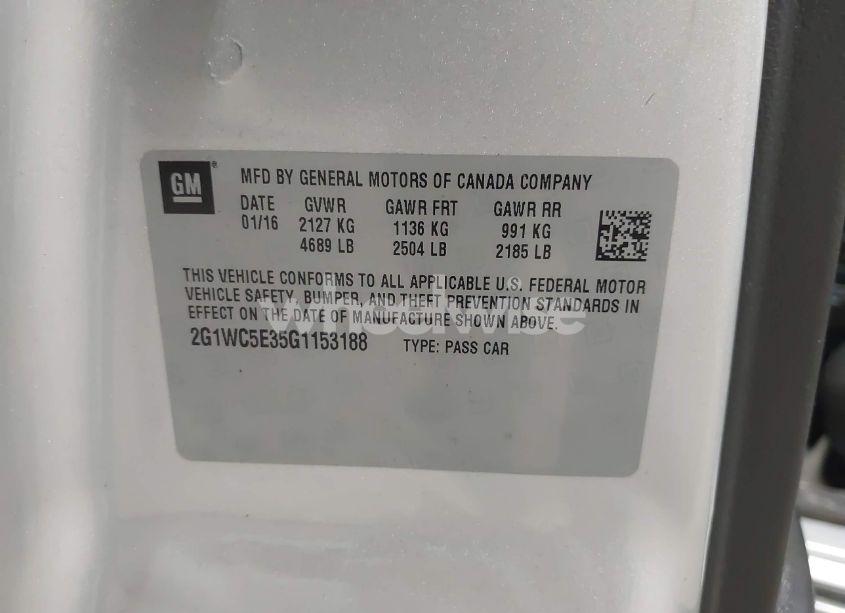 GM ® MFD BY GENERAL MOTORS OF CANADA COMPANY
DATE GVWR GAWR FRT GAWR RR
01/16 2127 KG 1136 KG 991 KG
4689 LB 2504 LB 2185 LB
THIS VEHICLE CONFORMS TO ALL APPLICABLE U.S. FEDERAL MOTOR
VEHICLE SAFETY, BUMPER, AND THEFT PREVENTION STANDARDS IN
EFFECT ON THE DATE OF MANUFACTURE SHOWN ABOVE.
2G1WC5E35G1153188 TYPE: PASS CAR